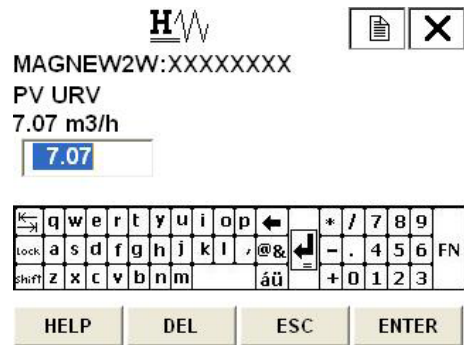 H
MAGNEW2W:XXXXXXXX
PV URV
7.07 m3/h
7.07
q w e r t y u i o p * / 7 8 9
Lock a s d f g h j k l , @& - . 4 5 6 FN
Shift z x c v b n m áü = + 0 1 2 3
HELP DEL ESC ENTER